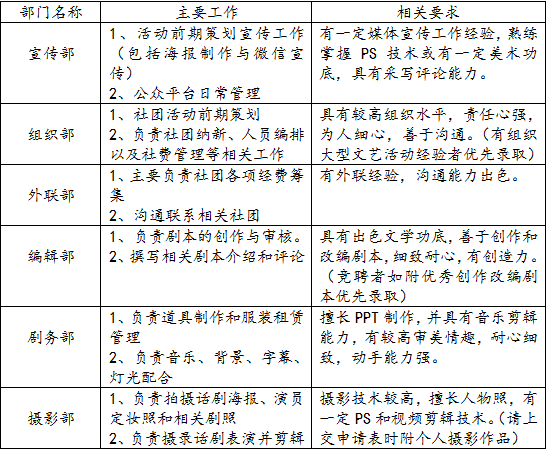 部门名称 主要工作 相关要求
宣传部
1、活动前期策划宣传工作
（包括海报制作与微信宣
传）
2、公众平台日常管理
有一定媒体宣传工作经验，熟练
掌握 PS 技术或有一定美术功
底，具有采写评论能力。
组织部
1、社团活动前期策划
2、负责社团纳新、人员编排
以及社费管理等相关工作
具有较高组织水平，责任心强，
为人细心，善于沟通。（有组织
大型文艺活动经验者优先录取）
外联部
1、主要负责社团各项经费筹
集
2、沟通联系相关社团
有外联经验，沟通能力出色。
编辑部
1、负责剧本的创作与审核。
2、撰写相关剧本介绍和评论
具有出色文学功底，善于创作和
改编剧本，细致耐心，有创造力。
（竞聘者如附优秀创作改编剧
本优先录取）
剧务部
1、负责道具制作和服装租赁
管理
2、负责音乐、背景、字幕、
灯光配合
擅长 PPT 制作，并具有音乐剪辑
能力，有较高审美情趣，耐心细
致，动手能力强。
摄影部
1、负责拍摄话剧海报、演员
定妆照和相关剧照
2、负责摄录话剧表演并剪辑
摄影技术较高，擅长人物照，有
一定 PS 和视频剪辑技术。（请上
交申请表时附个人摄影作品）